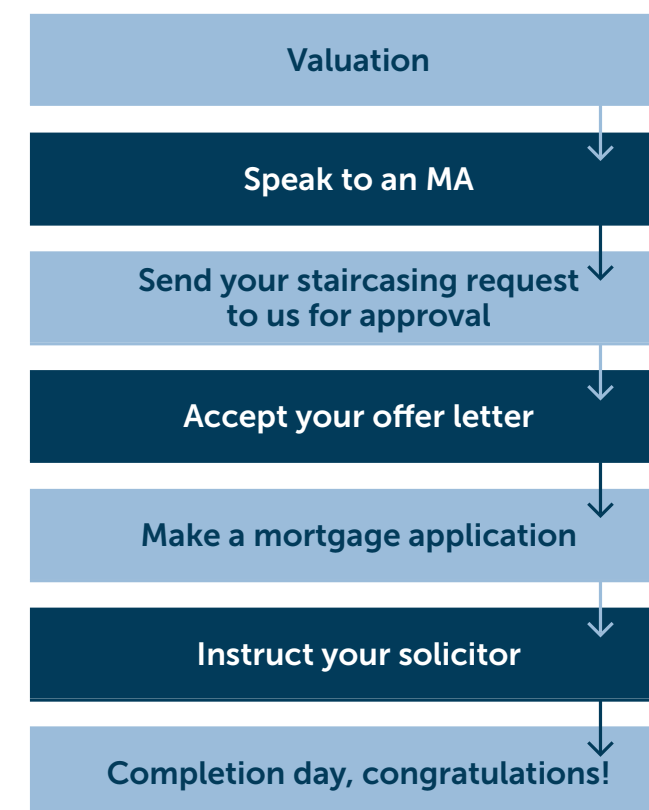 Valuation
Speak to an MA
Send your staircasing request
to us for approval
Accept your offer letter
Make a mortgage application
Instruct your solicitor
Completion day, congratulations!